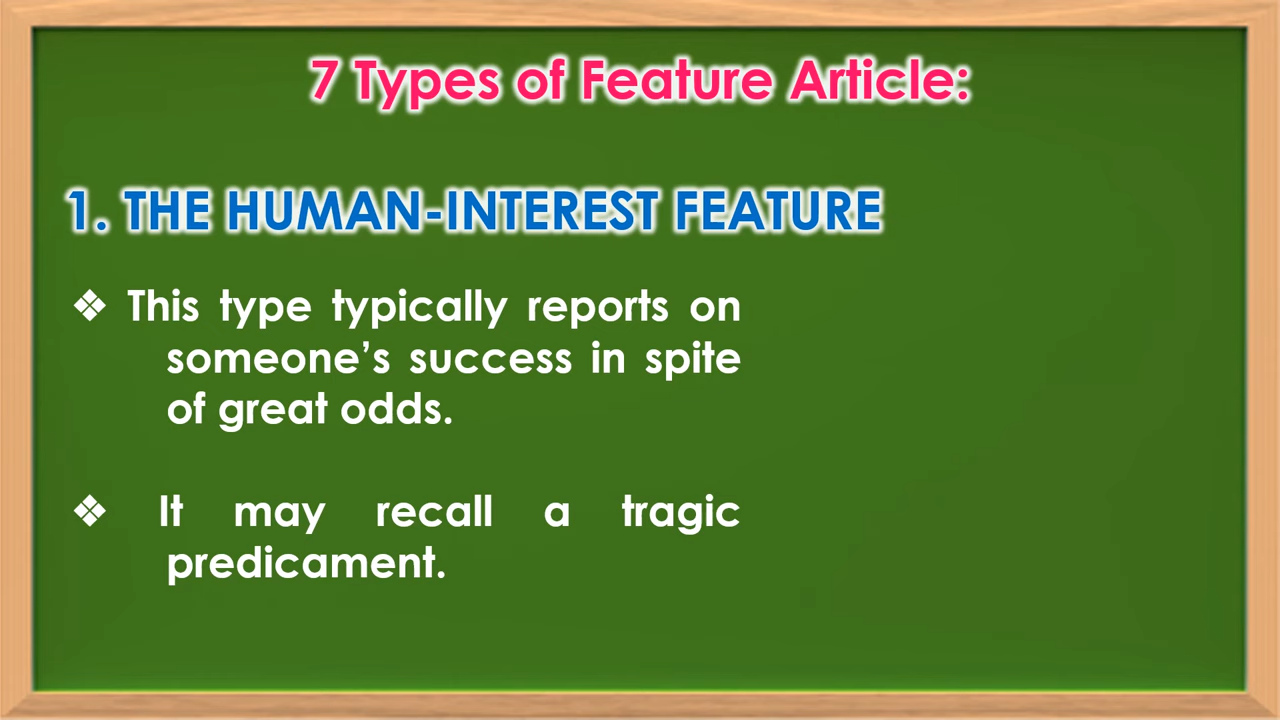 7 Types of Feature Article:
1. THE HUMAN-INTEREST FEATURE
❖ This type typically reports on
someone’s success in spite
of great odds.
❖ It may recall a tragic
predicament.